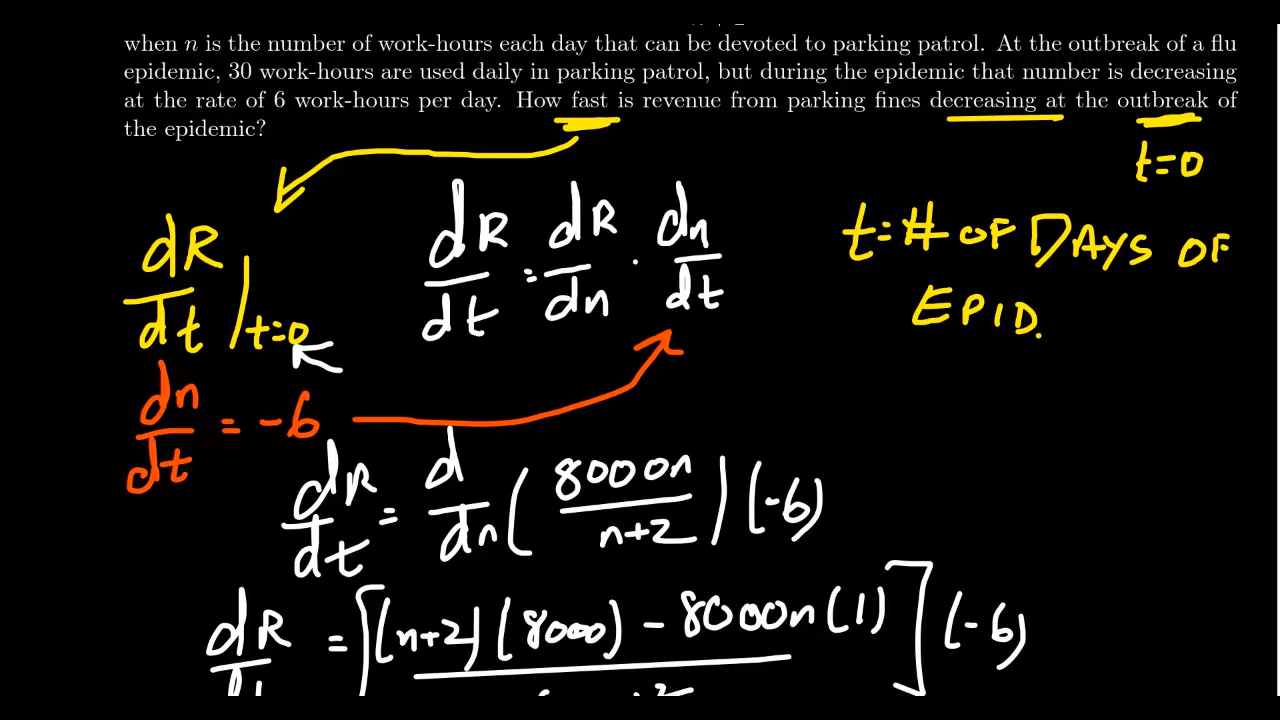 when n is the number of work-hours each day that can be devoted to parking patrol. At the outbreak of a flu
epidemic, 30 work-hours are used daily in parking patrol, but during the epidemic that number is decreasing
at the rate of 6 work-hours per day. How fast is revenue from parking fines decreasing at the outbreak of
the epidemic?
t=0
dR/dt |t=0
dR/dt = dR/dn · dn/dt
t=# OF DAYS OF
EPID.
dn/dt = -6
dR/dt = d/dn (8000n/n+2) (-6)
dR = [(n+2)(8000) - 8000n(1)] (-6)